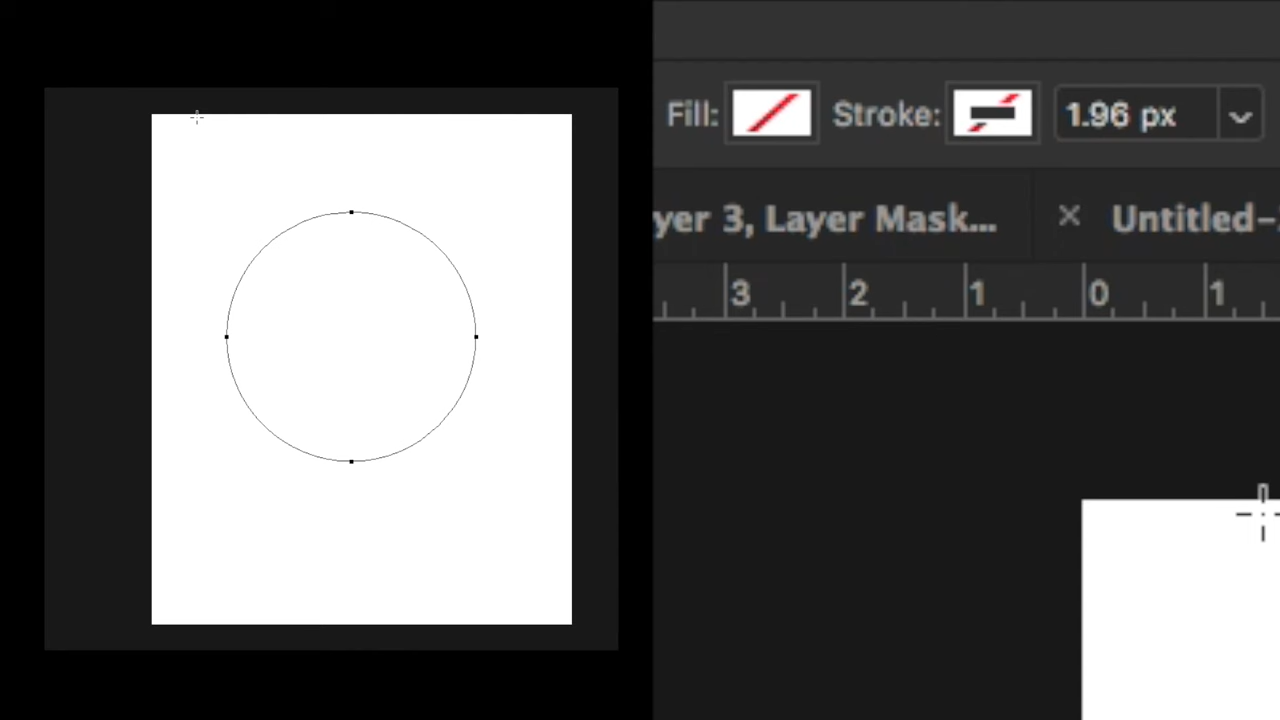 Fill: Stroke: 1.96 px
yer 3, Layer Mask... × Untitled-
3 2 1 0 1